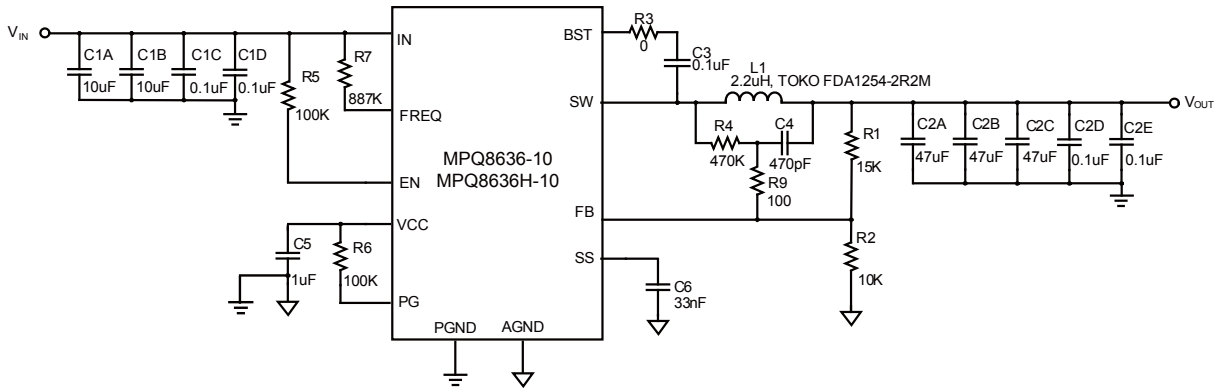 V IN
C1A
10uF
C1B
10uF
C1C
0.1uF
C1D
0.1uF
R5
100K
R7
887K
IN
FREQ
EN
VCC
PG
PGND
AGND
BST
SW
FB
SS
MPQ8636-10
MPQ8636H-10
C5
1uF
R6
100K
R3
0
C3
0.1uF
L1
2.2uH, TOKO FDA1254-2R2M
R4
470K
C4
470pF
R9
100
R1
15K
R2
10K
C6
33nF
C2A
47uF
C2B
47uF
C2C
47uF
C2D
0.1uF
C2E
0.1uF
VOUT